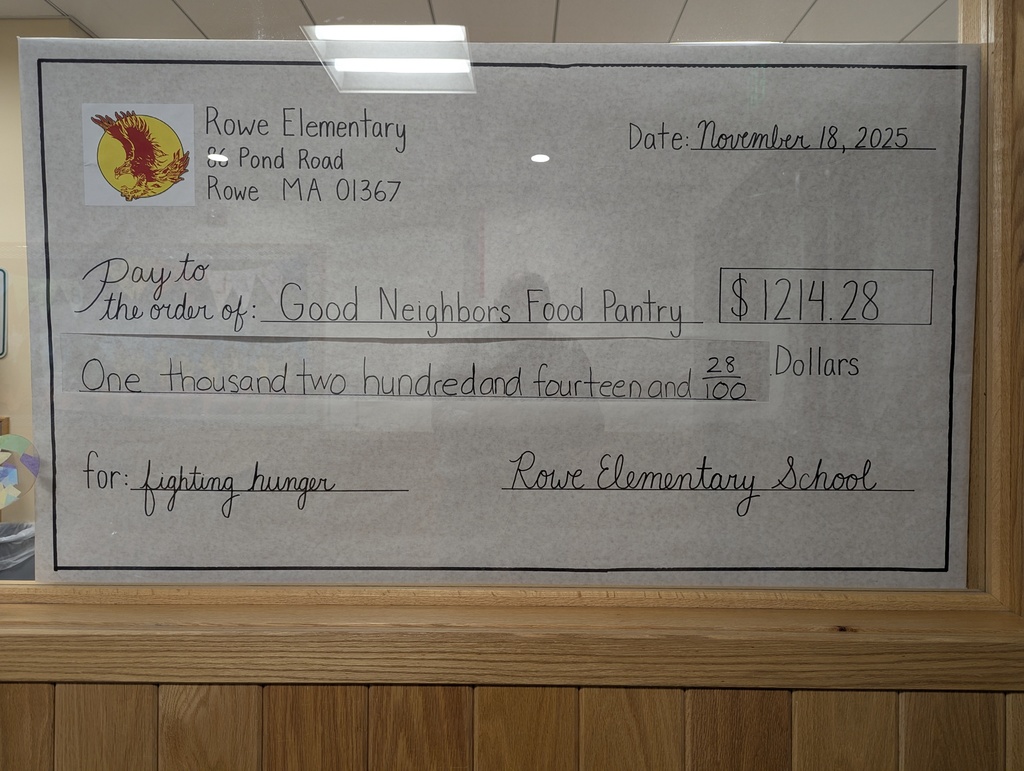 Rowe Elementary
86 Pond Road
Rowe MA 01367
Date: November 18, 2025
Pay to
the order of: Good Neighbors Food Pantry $1214.28
One thousand two hundred and fourteen and 28/100 Dollars
for: fighting hunger
Rowe Elementary School